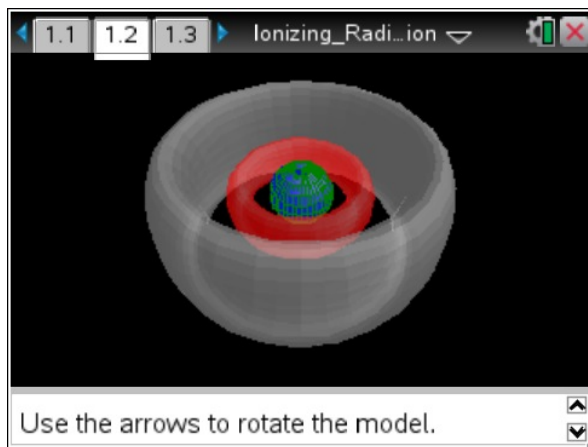 1.1 1.2 1.3 Ionizing_Radi...ion
Use the arrows to rotate the model.